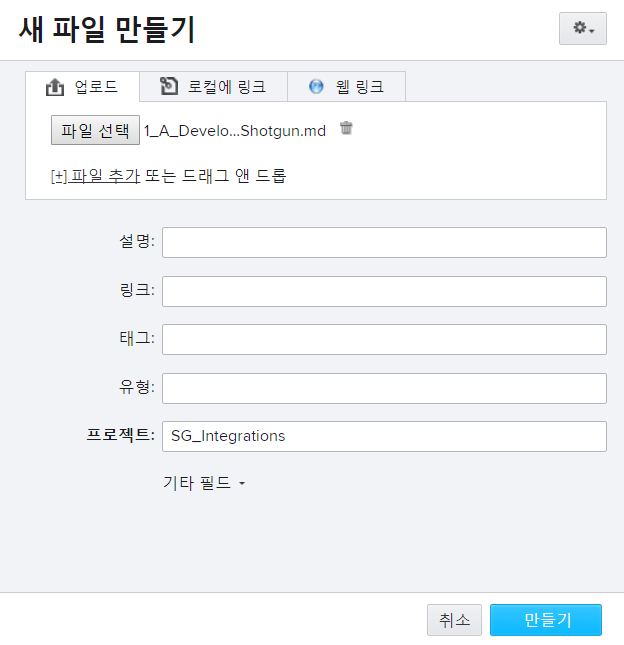 새 파일 만들기
업로드 로컬에 링크 웹 링크
파일 선택 1_A_Develo...Shotgun.md
[+] 파일 추가 또는 드래그 앤 드롭
설명:
링크:
태그:
유형:
프로젝트: SG_Integrations
기타 필드
취소 만들기